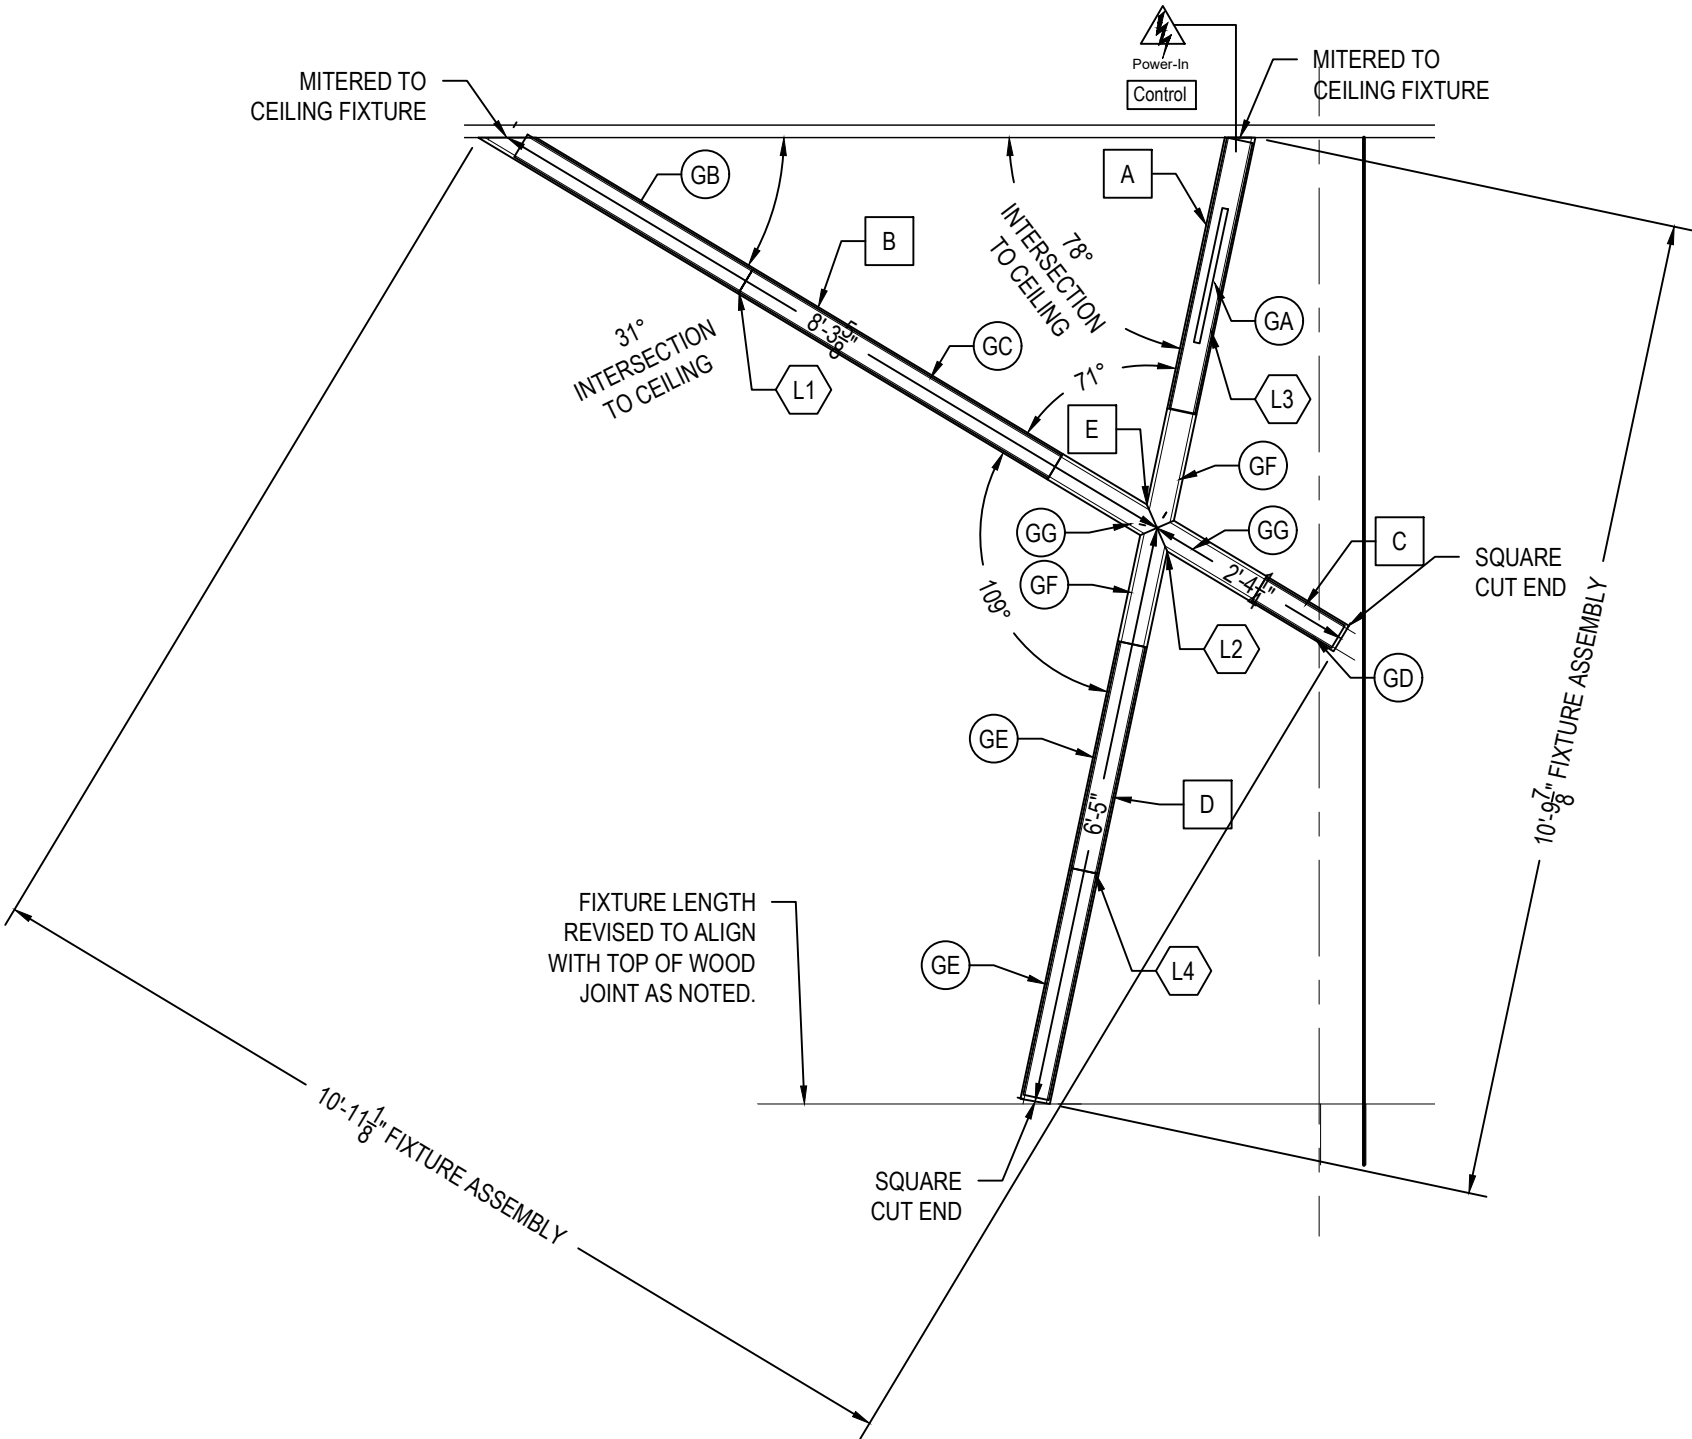 Power-In
Control
MITERED TO
CEILING FIXTURE
MITERED TO
CEILING FIXTURE
GB
A
B
78°
INTERSECTION
TO CEILING
GA
31°
INTERSECTION
TO CEILING
8'-3 5/8"
GC
L1
71°
L3
E
GF
GG
GG
C
SQUARE
CUT END
GF
109°
2'-4 1/4"
L2
GD
GE
D
6'-5"
10'-9 7/8" FIXTURE ASSEMBLY
FIXTURE LENGTH
REVISED TO ALIGN
WITH TOP OF WOOD
JOINT AS NOTED.
GE
L4
10'-11 1/8" FIXTURE ASSEMBLY
SQUARE
CUT END